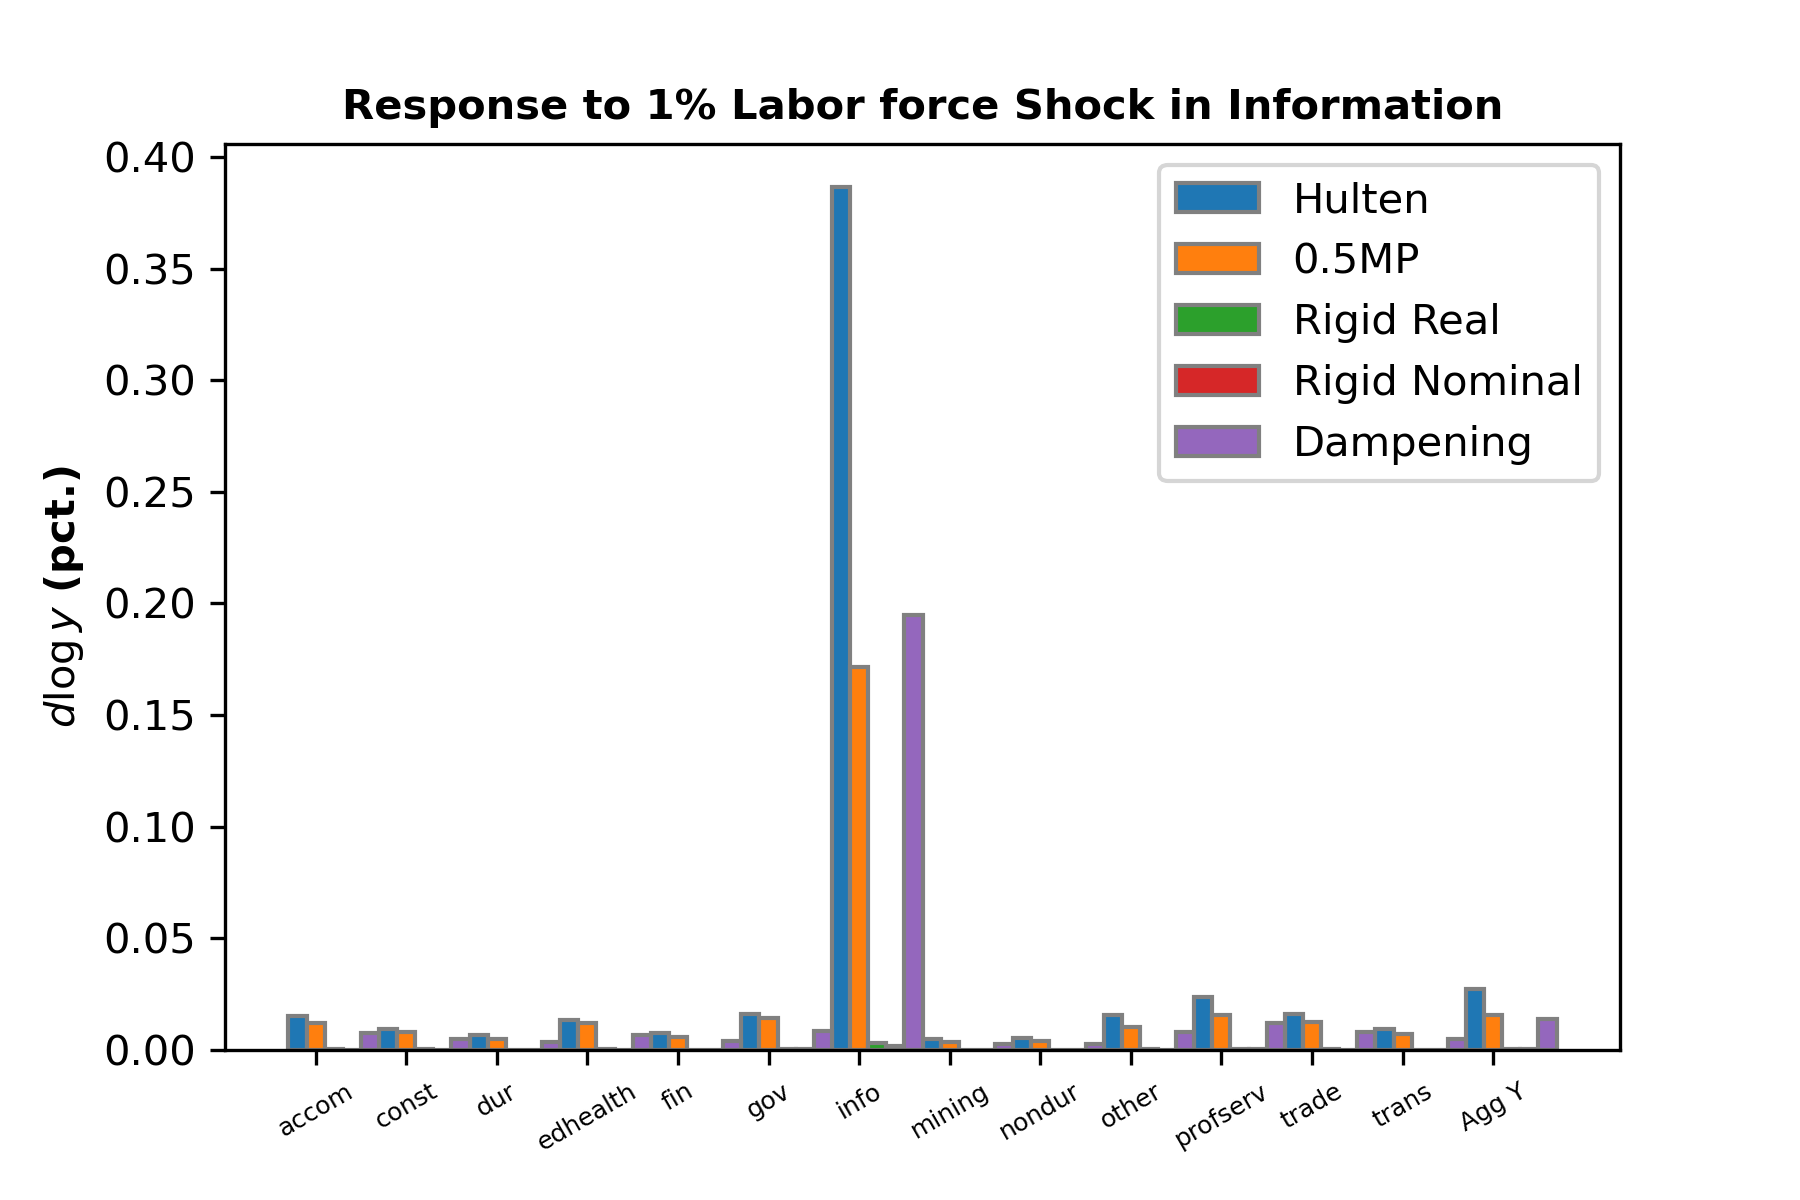 Response to 1% Labor force Shock in Information
0.40
0.35
0.30
0.25
0.20
0.15
0.10
0.05
0.00
dlog y (pct.)
Hulten
0.5MP
Rigid Real
Rigid Nominal
Dampening
accom
const
dur
edhealth
fin
gov
info
mining
nondur
other
profserv
trade
trans
Agg Y